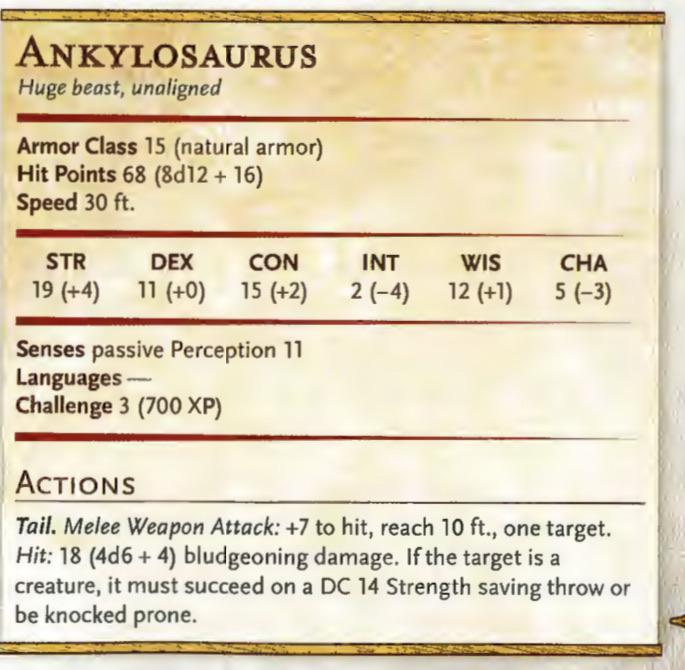 ANKYLOSAURUS
Huge beast, unaligned
Armor Class 15 (natural armor)
Hit Points 68 (8d12 + 16)
Speed 30 ft.
STR DEX CON INT WIS CHA
19 (+4) 11 (+0) 15 (+2) 2 (−4) 12 (+1) 5 (−3)
Senses passive Perception 11
Languages —
Challenge 3 (700 XP)
ACTIONS
Tail. Melee Weapon Attack: +7 to hit, reach 10 ft., one target.
Hit: 18 (4d6 + 4) bludgeoning damage. If the target is a
creature, it must succeed on a DC 14 Strength saving throw or
be knocked prone.